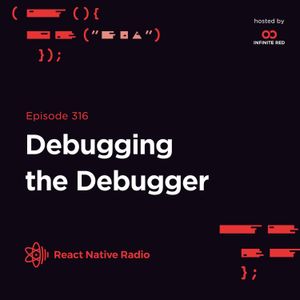 ( (){
(" ")
});
hosted by
INFINITE RED
Episode 316
Debugging
the Debugger
React Native Radio
};